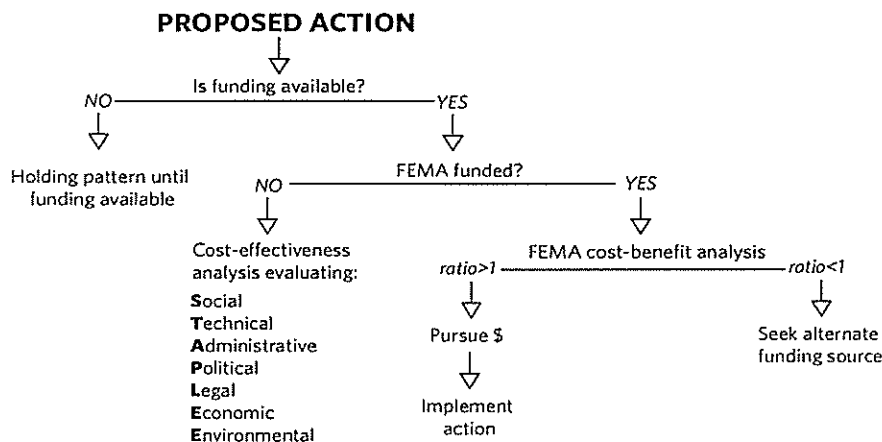 PROPOSED ACTION
Is funding available?
NO
YES
Holding pattern until
funding available
FEMA funded?
NO
YES
Cost-effectiveness
analysis evaluating:
Social
Technical
Administrative
Political
Legal
Economic
Environmental
FEMA cost-benefit analysis
ratio>1
ratio<1
Pursue $
Implement
action
Seek alternate
funding source